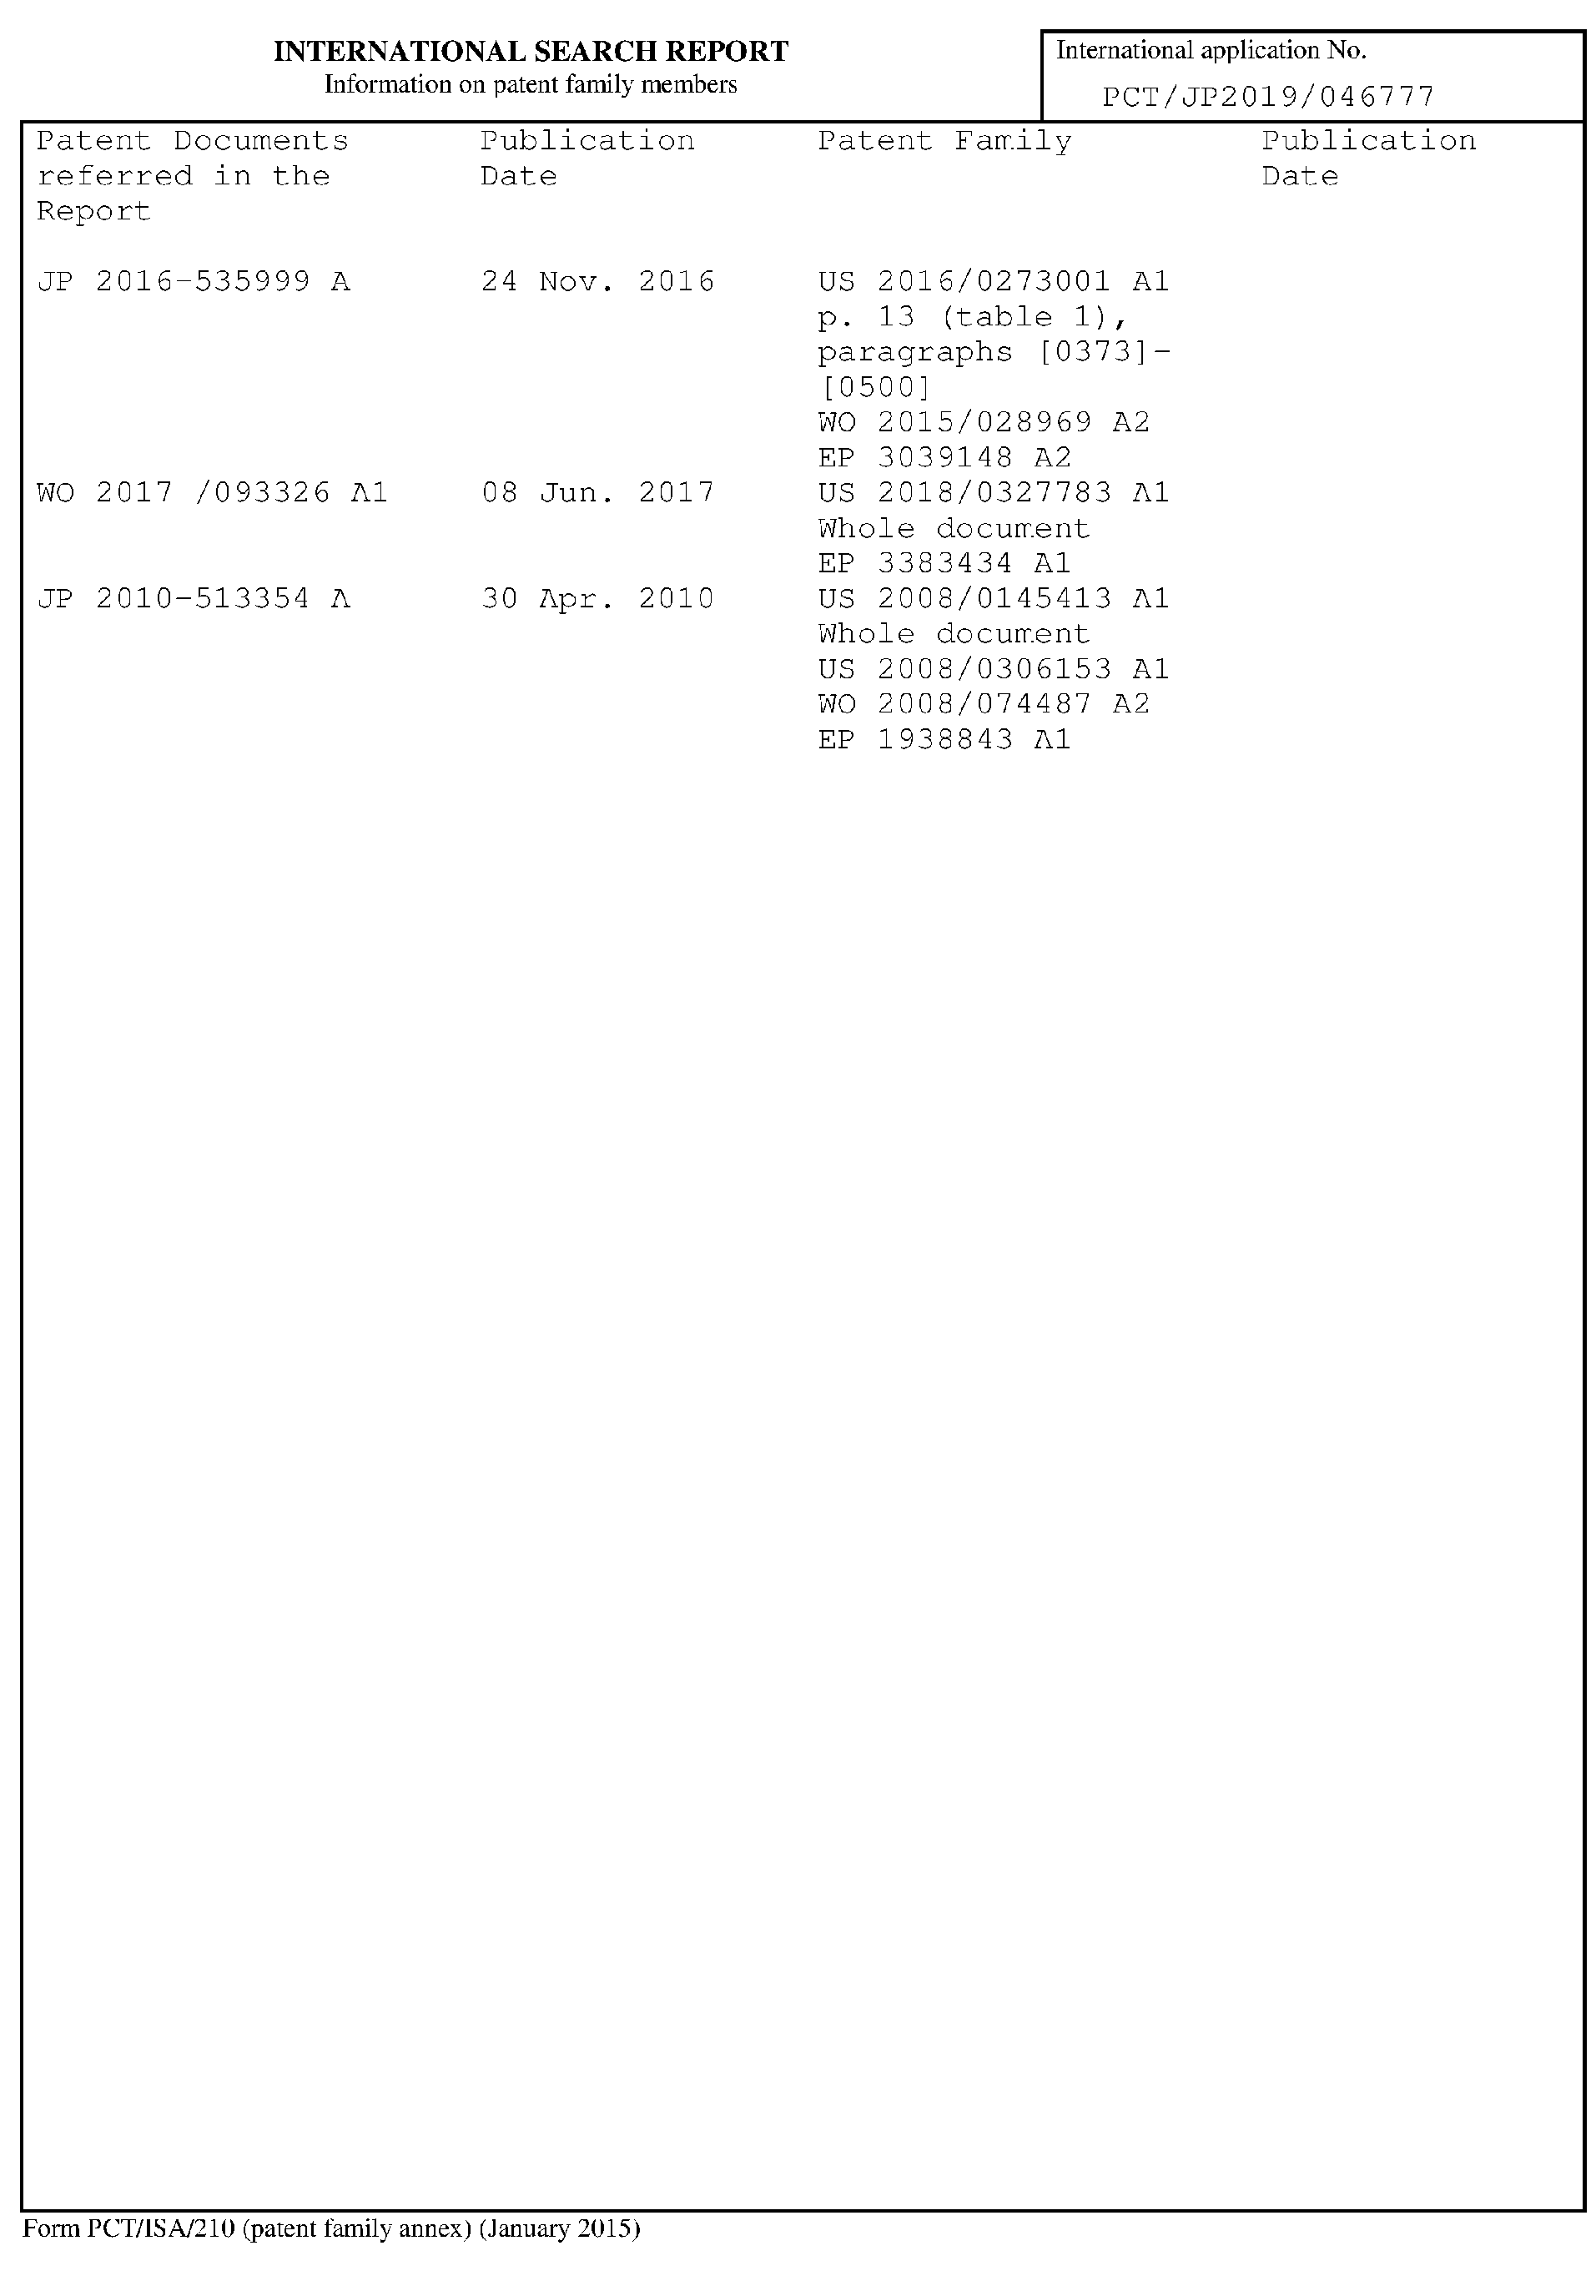 INTERNATIONAL SEARCH REPORT
Information on patent family members
International application No.
PCT/JP2019/046777
Patent Documents referred in the Report
Publication Date
Patent Family
Publication Date
JP 2016-535999 A 24 Nov. 2016 US 2016/0273001 A1
p. 13 (table 1),
paragraphs [0373]-
[0500]
WO 2015/028969 A2
EP 3039148 A2
WO 2017 /093326 A1 08 Jun. 2017 US 2018/0327783 A1
Whole document
EP 3383434 A1
JP 2010-513354 A 30 Apr. 2010 US 2008/0145413 A1
Whole document
US 2008/0306153 A1
WO 2008/074487 A2
EP 1938843 A1
Form PCT/ISA/210 (patent family annex) (January 2015)